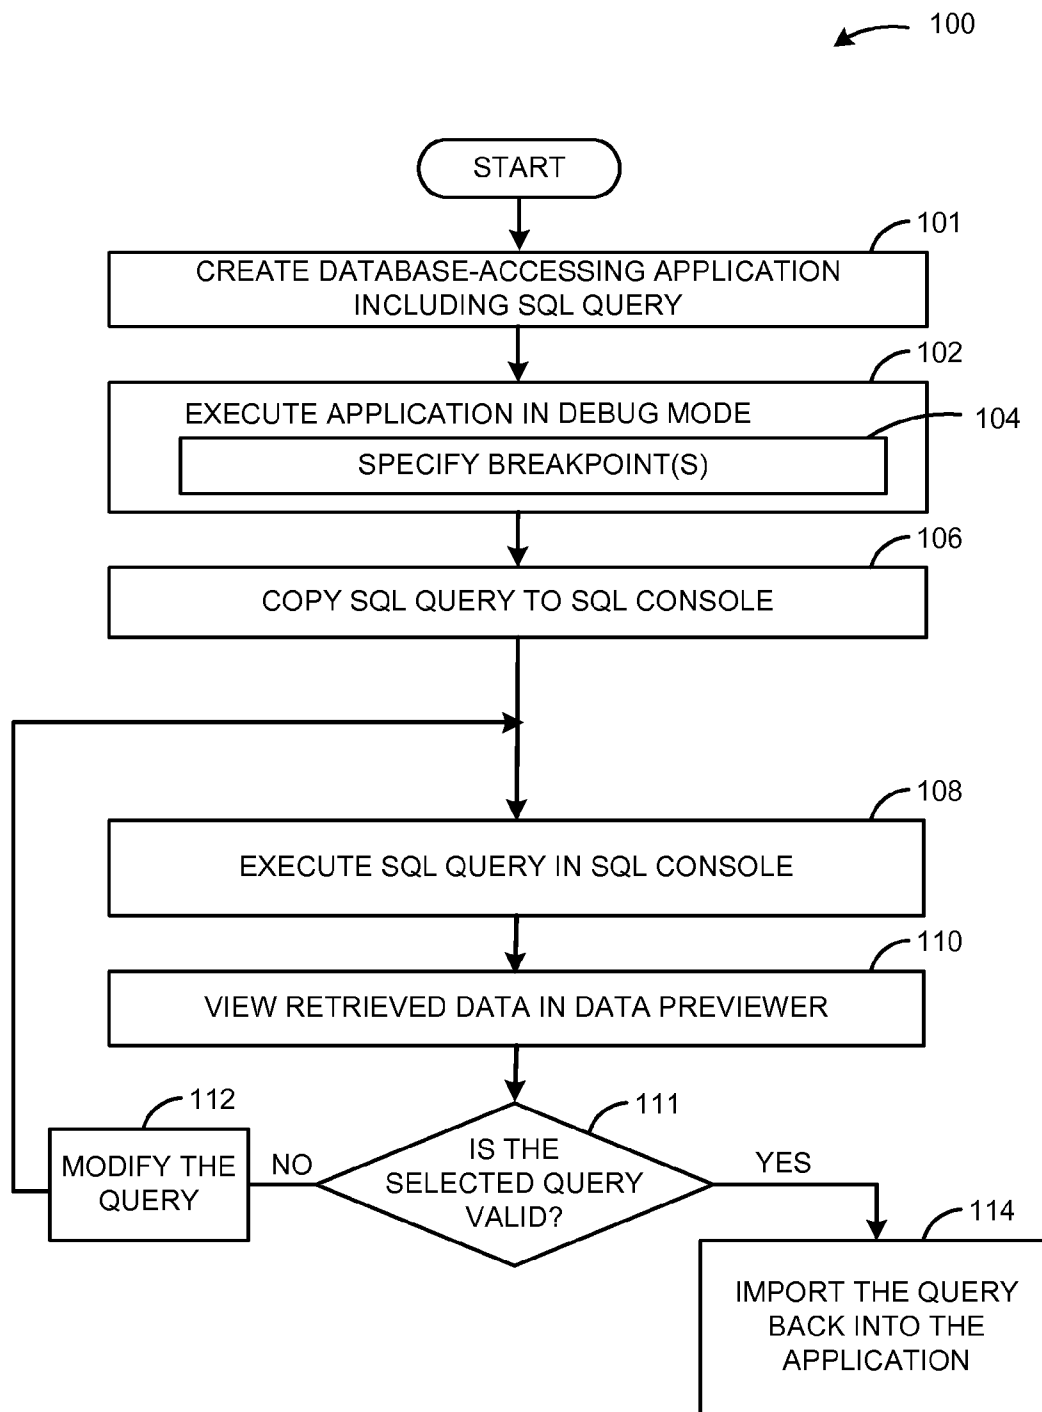 100
START
101
CREATE DATABASE-ACCESSING APPLICATION
INCLUDING SQL QUERY
102
EXECUTE APPLICATION IN DEBUG MODE
104
SPECIFY BREAKPOINT(S)
106
COPY SQL QUERY TO SQL CONSOLE
108
EXECUTE SQL QUERY IN SQL CONSOLE
110
VIEW RETRIEVED DATA IN DATA PREVIEWER
112
MODIFY THE
QUERY
NO
111
IS THE
SELECTED QUERY
VALID?
YES
114
IMPORT THE QUERY
BACK INTO THE
APPLICATION